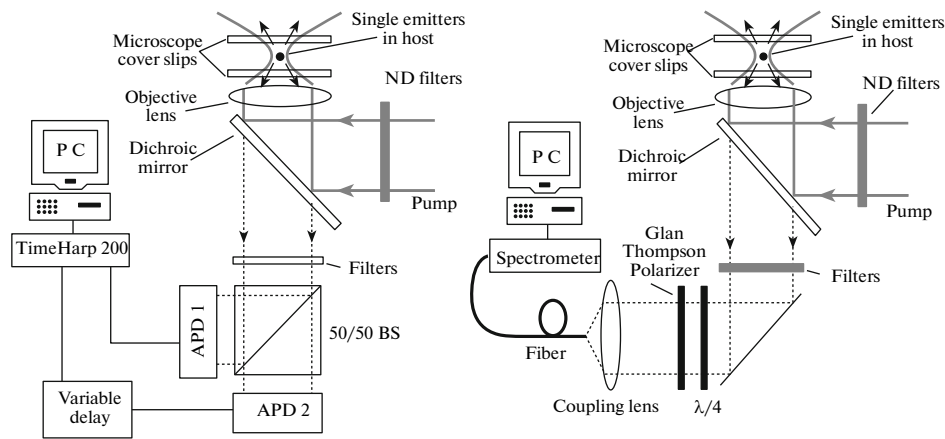 Single emitters
in host
Microscope
cover slips
ND filters
Objective
lens
P C
Dichroic
mirror
Pump
TimeHarp 200
Filters
APD 1
50/50 BS
Variable
delay
APD 2
Single emitters
in host
Microscope
cover slips
ND filters
Objective
lens
P C
Dichroic
mirror
Pump
Glan
Thompson
Polarizer
Spectrometer
Filters
Fiber
Coupling lens
λ/4